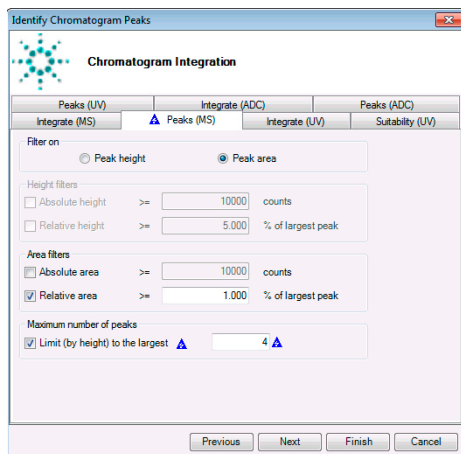 Identify Chromatogram Peaks
Chromatogram Integration
Peaks (UV) Integrate (ADC) Peaks (ADC)
Integrate (MS) Peaks (MS) Integrate (UV) Suitability (UV)
Filter on
Peak height Peak area
Height filters
Absolute height >= 10000 counts
Relative height >= 5.000 % of largest peak
Area filters
Absolute area >= 10000 counts
Relative area >= 1.000 % of largest peak
Maximum number of peaks
Limit (by height) to the largest 4
Previous Next Finish Cancel